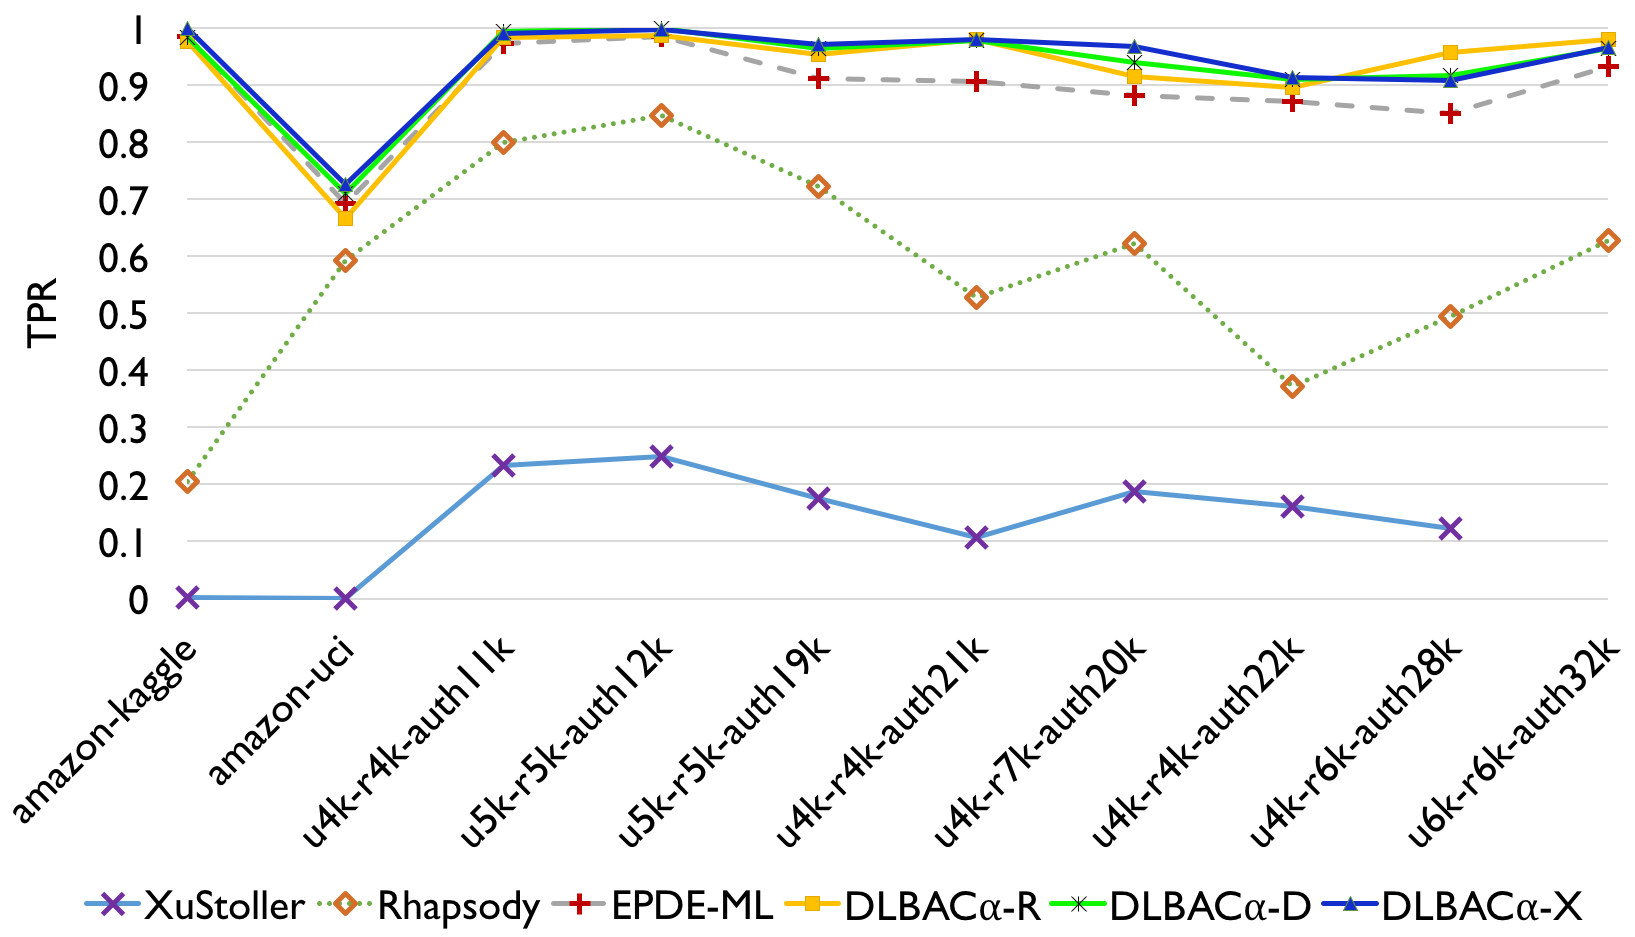 1
0.9
0.8
0.7
0.6
0.5
0.4
0.3
0.2
0.1
0
TPR
amazon-kaggle
amazon-uci
u4k-r4k-auth11k
u5k-r5k-auth12k
u5k-r5k-auth19k
u4k-r4k-auth21k
u4k-r7k-auth20k
u4k-r4k-auth22k
u4k-r6k-auth28k
u6k-r6k-auth32k
XuStoller Rhapsody EPDE-ML DLBACα-R DLBACα-D DLBACα-X